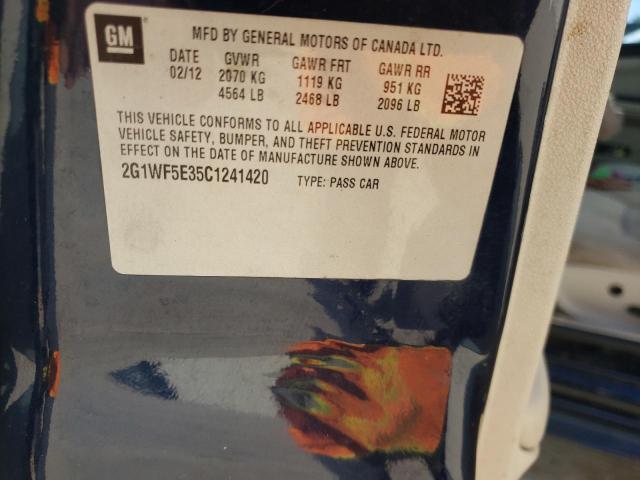 GM
MFD BY GENERAL MOTORS OF CANADA LTD.
DATE GVWR GAWR FRT GAWR RR
02/12 2070 KG 1119 KG 951 KG
4564 LB 2468 LB 2096 LB
THIS VEHICLE CONFORMS TO ALL APPLICABLE U.S. FEDERAL MOTOR
VEHICLE SAFETY, BUMPER, AND THEFT PREVENTION STANDARDS IN
EFFECT ON THE DATE OF MANUFACTURE SHOWN ABOVE.
2G1WF5E35C1241420 TYPE: PASS CAR